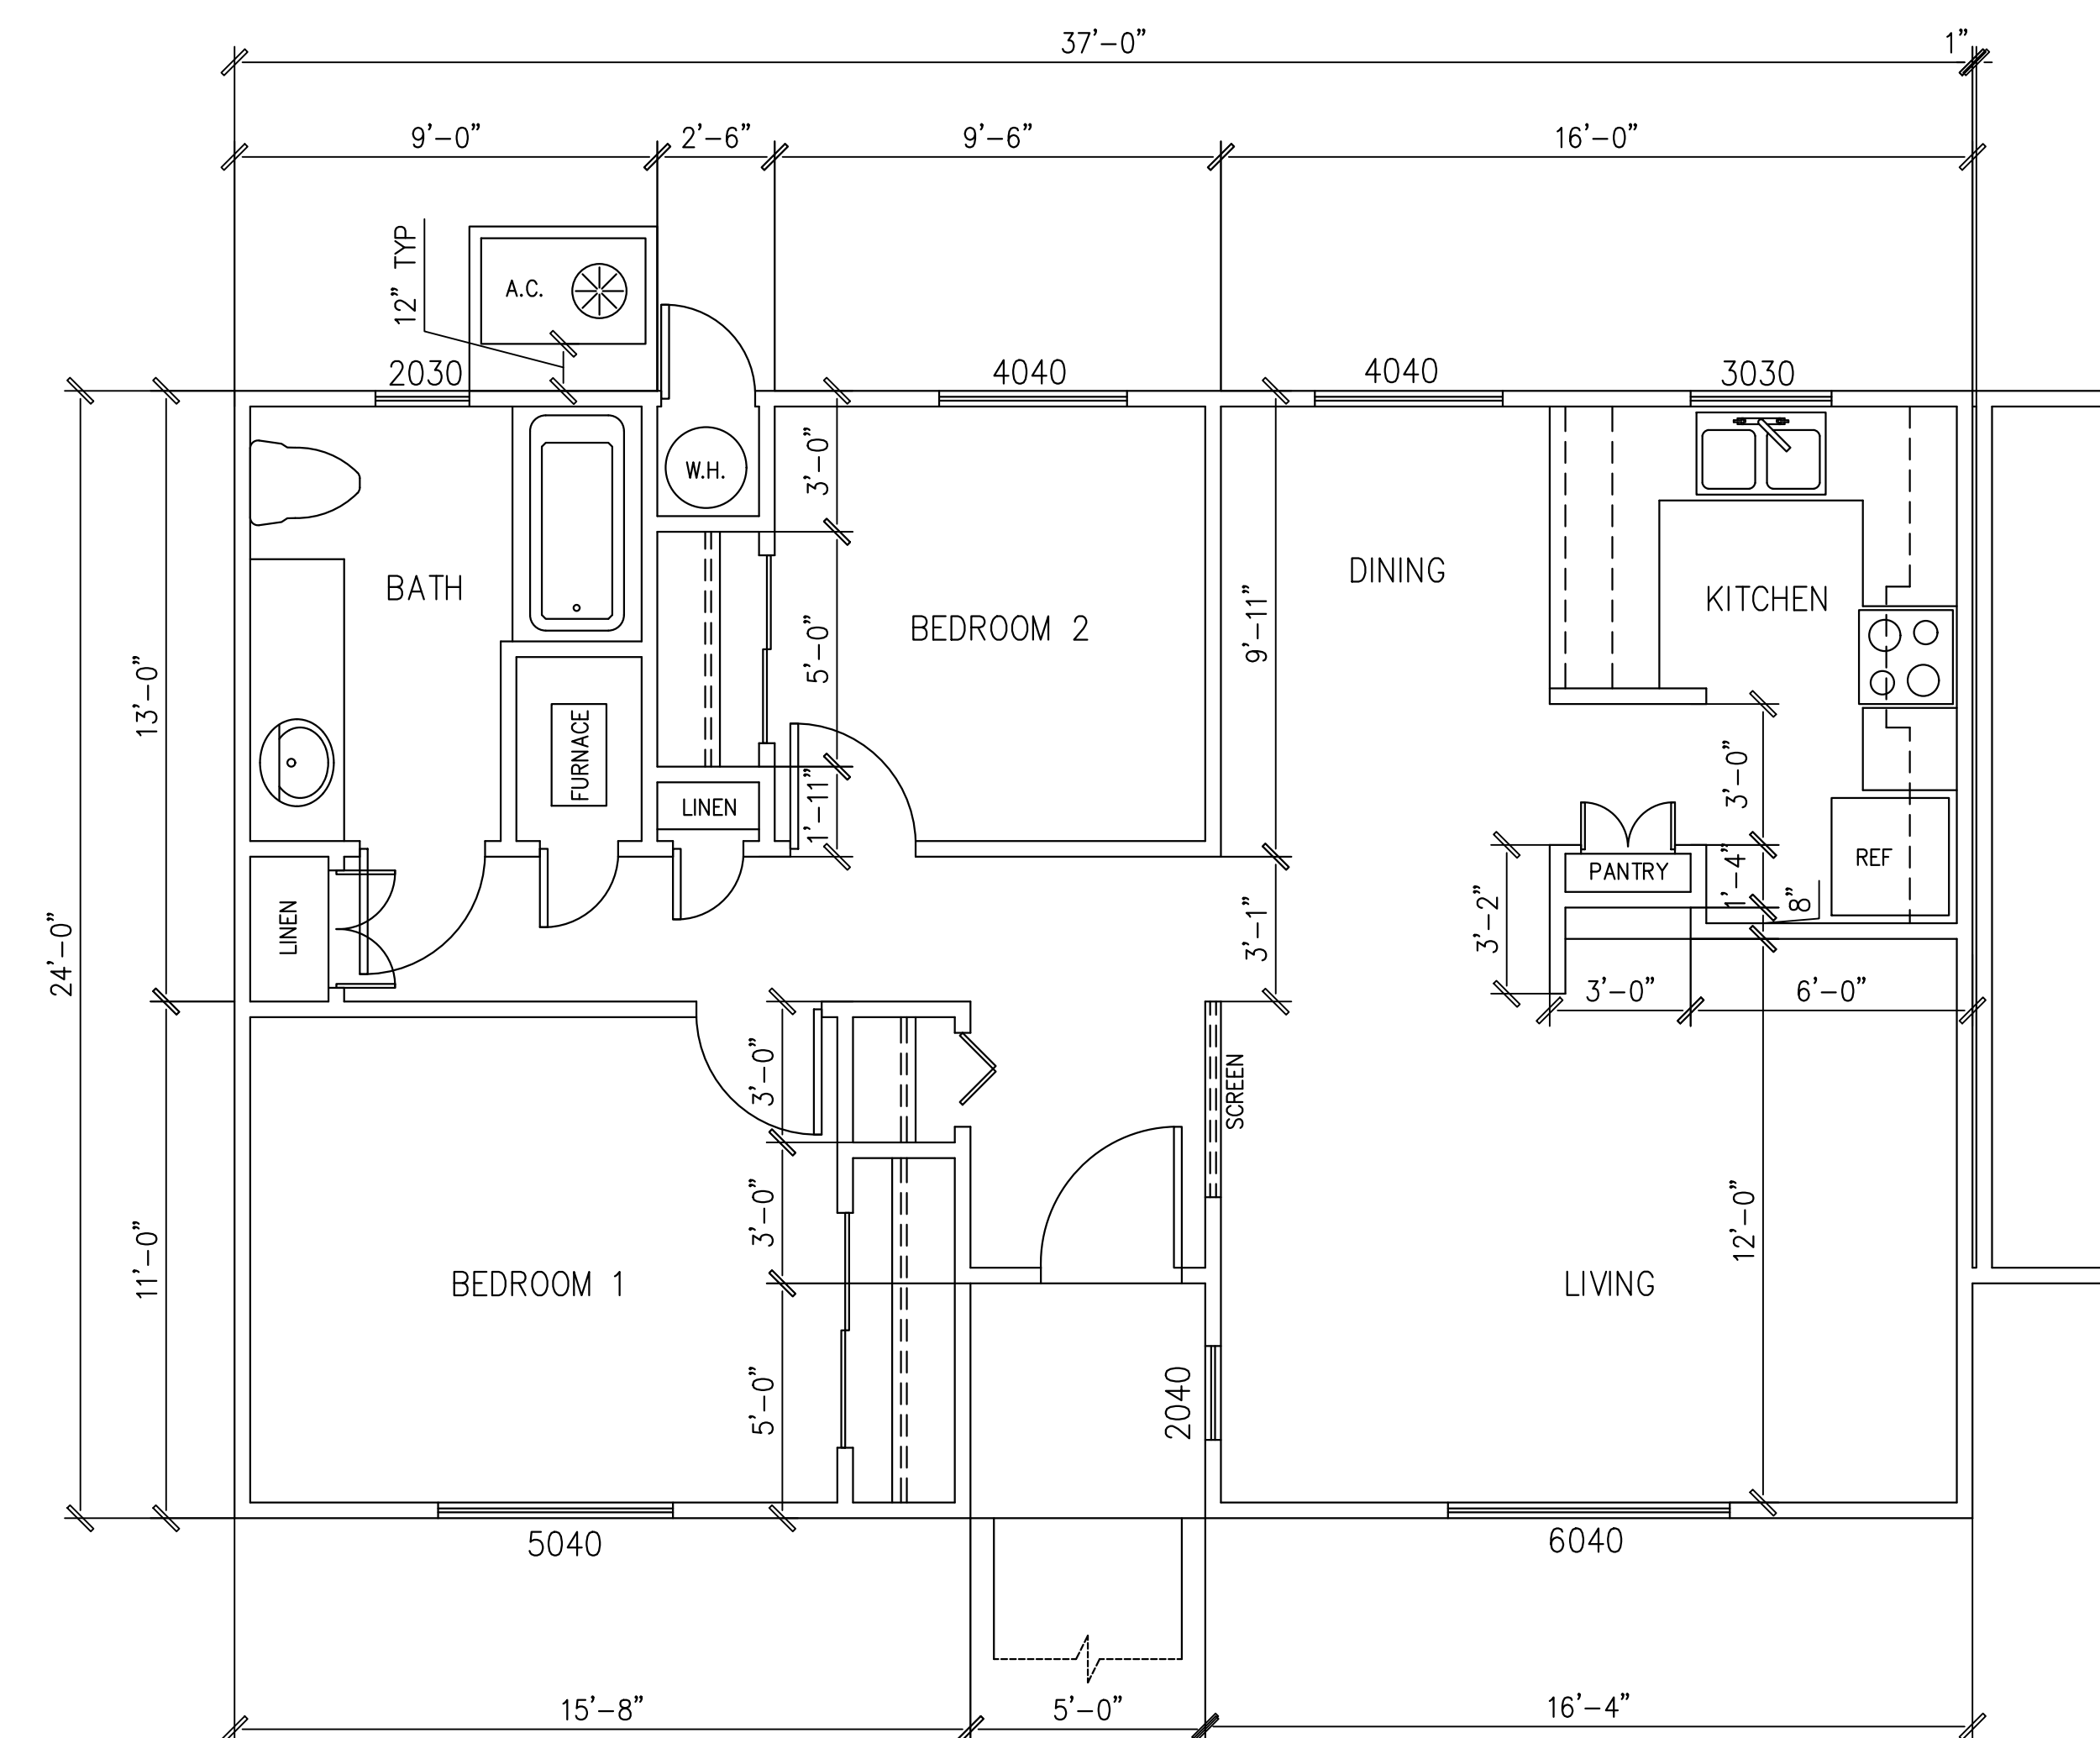 37'-0" 1"
9'-0" 2'-6" 9'-6" 16'-0"
12" TYP
A.C.
2030 4040 4040 3030
W.H.
3'-0"
BATH
DINING
KITCHEN
BEDROOM 2
9'-11"
5'-0"
13'-0"
FURNACE
3'-0"
LINEN
1'-11"
PANTRY
REF
1'-4"
8"
LINEN
24'-0"
3'-1"
3'-2"
3'-0" 6'-0"
3'-0"
SCREEN
3'-0"
12'-0"
11'-0"
BEDROOM 1
LIVING
5'-0"
2040
5040
6040
15'-8" 5'-0" 16'-4"